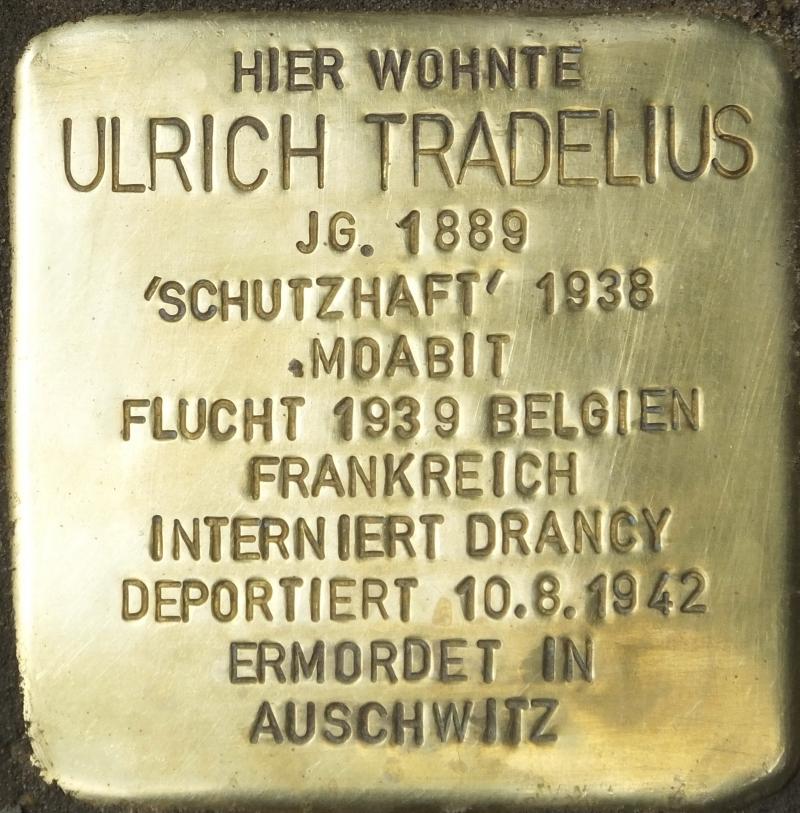 HIER WOHNTE
ULRICH TRADELIUS
JG. 1889
'SCHUTZHAFT' 1938
MOABIT
FLUCHT 1939 BELGIEN
FRANKREICH
INTERNIERT DRANCY
DEPORTIERT 10.8.1942
ERMORDET IN
AUSCHWITZ